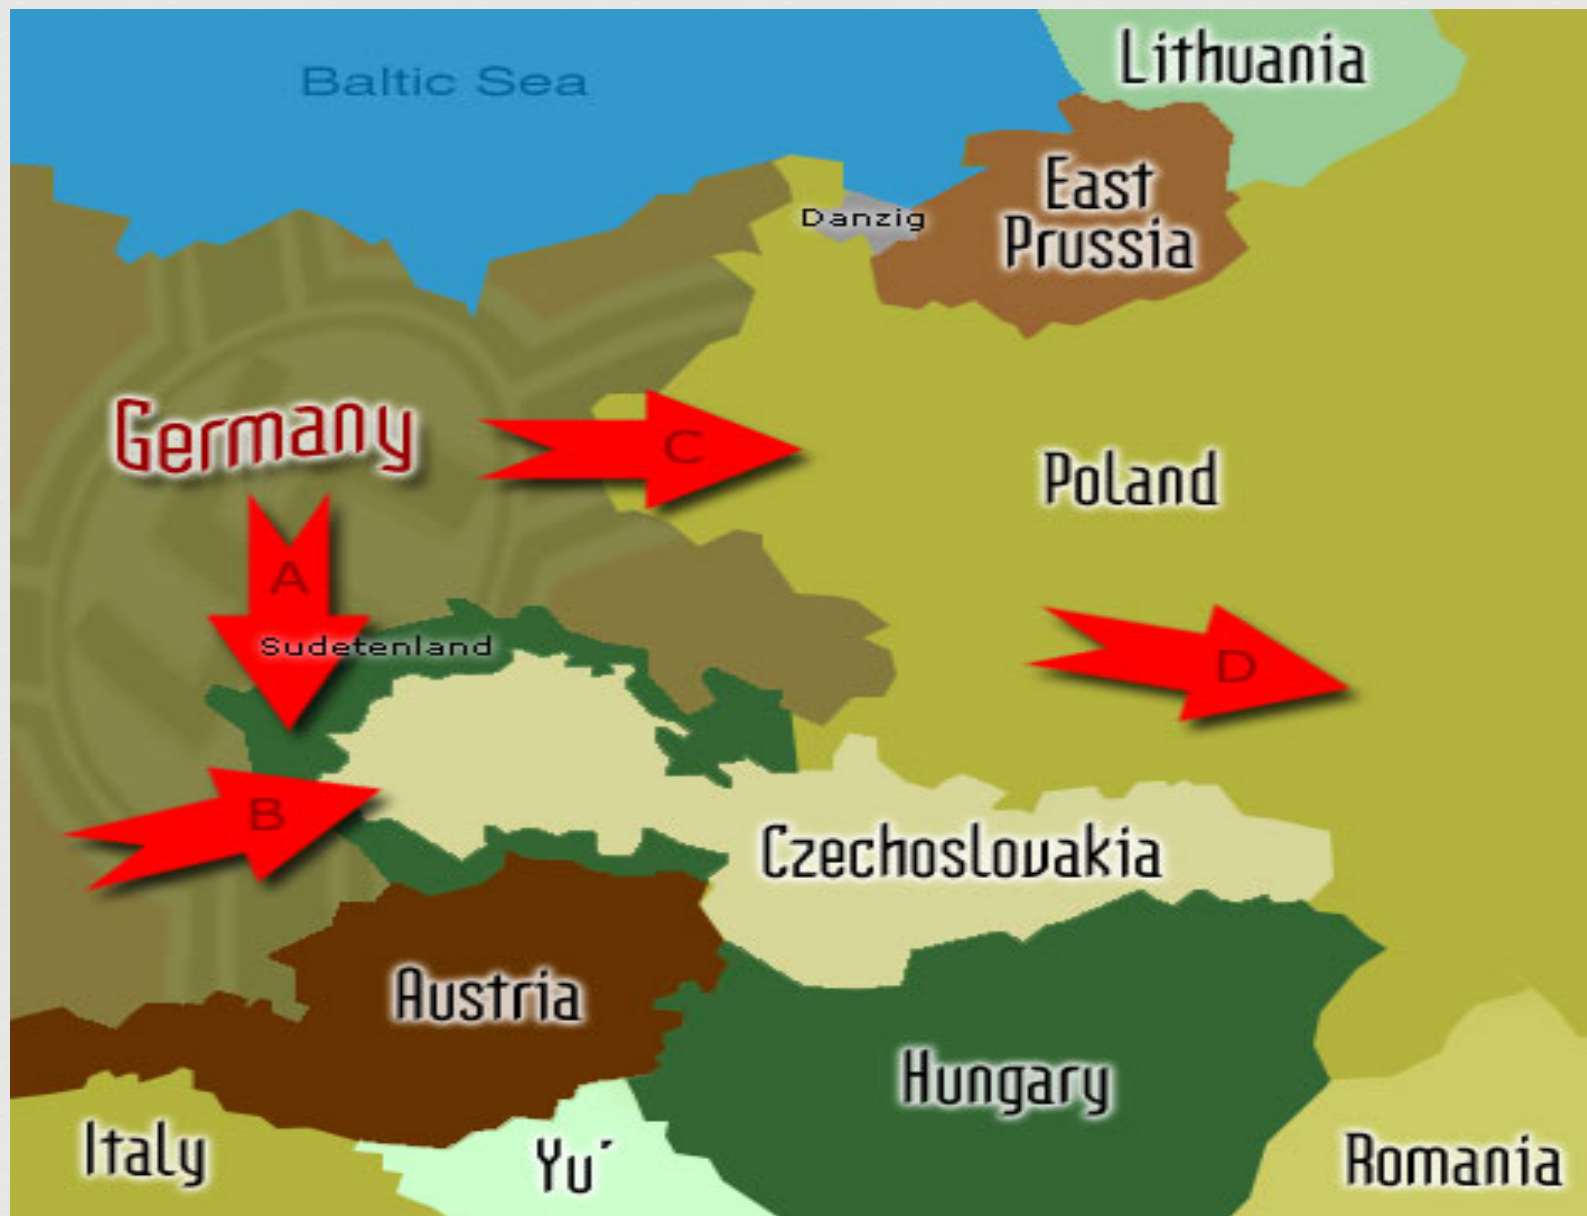 Lithuania
Baltic Sea
East
Prussia
Danzig
Germany
C
Poland
A
Sudetenland
D
B
Czechoslovakia
Austria
Hungary
Italy
Yu´
Romania